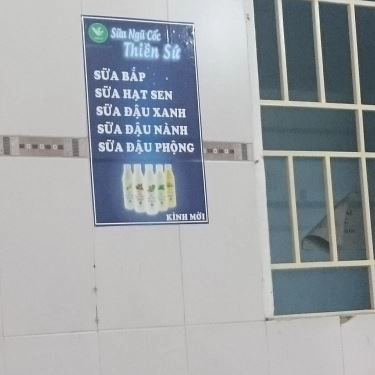 Sữa Ngũ Cốc
Thiên Sứ
SỮA BẮP
SỮA HẠT SEN
SỮA ĐẬU XANH
SỮA ĐẬU NÀNH
SỮA ĐẬU PHỘNG
KÍNH MỜI